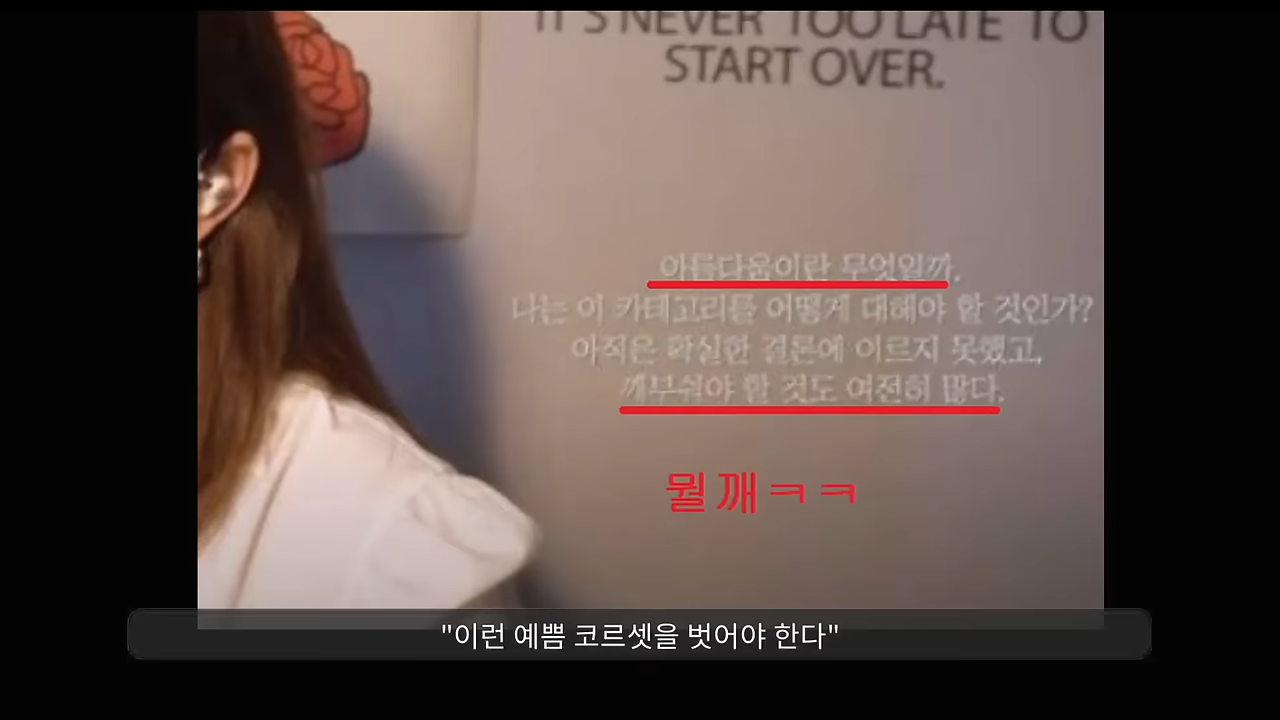 IT'S NEVER TOO LATE TO
START OVER.
아름다움이란 무엇일까.
나는 이 카테고리를 어떻게 대해야 할 것인가?
아직은 확실한 결론에 이르지 못했고,
깨부숴야 할 것도 여전히 많다.
뭘깨ㅋㅋ
"이런 예쁨 코르셋을 벗어야 한다"